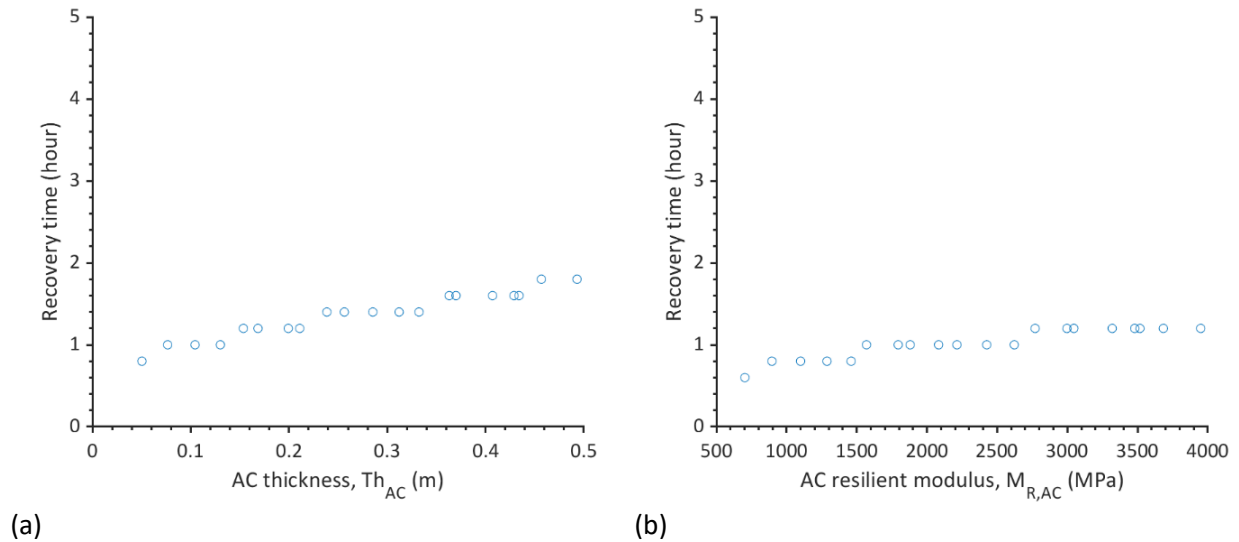 5
4
3
2
1
0
Recovery time (hour)
0 0.1 0.2 0.3 0.4 0.5
AC thickness, Th_AC (m)
(a)
5
4
3
2
1
0
Recovery time (hour)
500 1000 1500 2000 2500 3000 3500 4000
AC resilient modulus, M_R,AC (MPa)
(b)